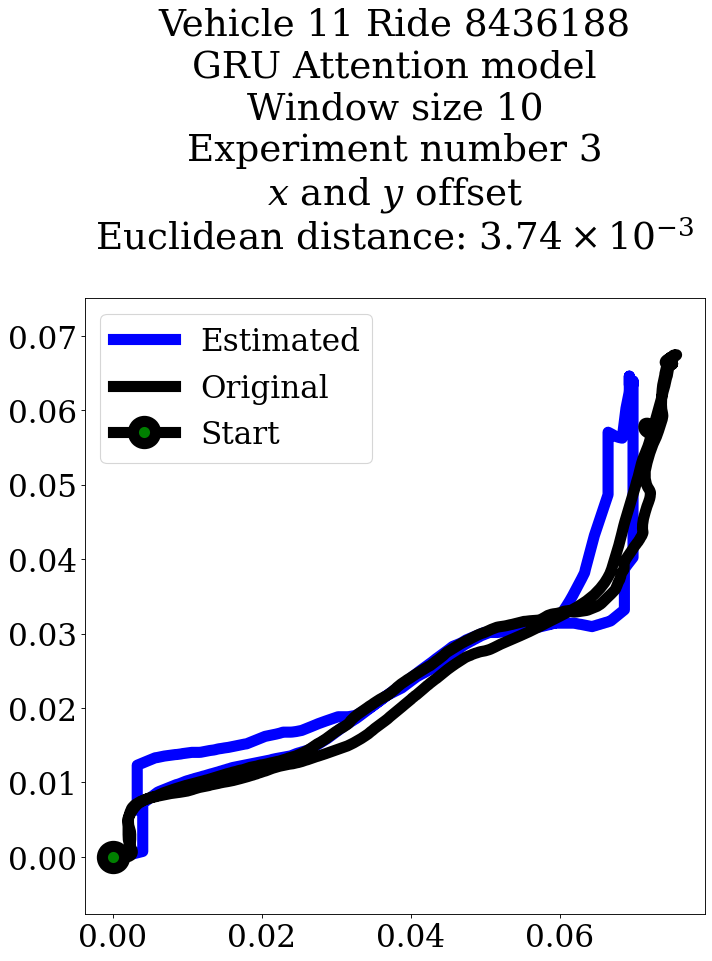 Vehicle 11 Ride 8436188
GRU Attention model
Window size 10
Experiment number 3
x and y offset
Euclidean distance: 3.74 × 10⁻³
Estimated
Original
Start
0.07
0.06
0.05
0.04
0.03
0.02
0.01
0.00
0.00 0.02 0.04 0.06